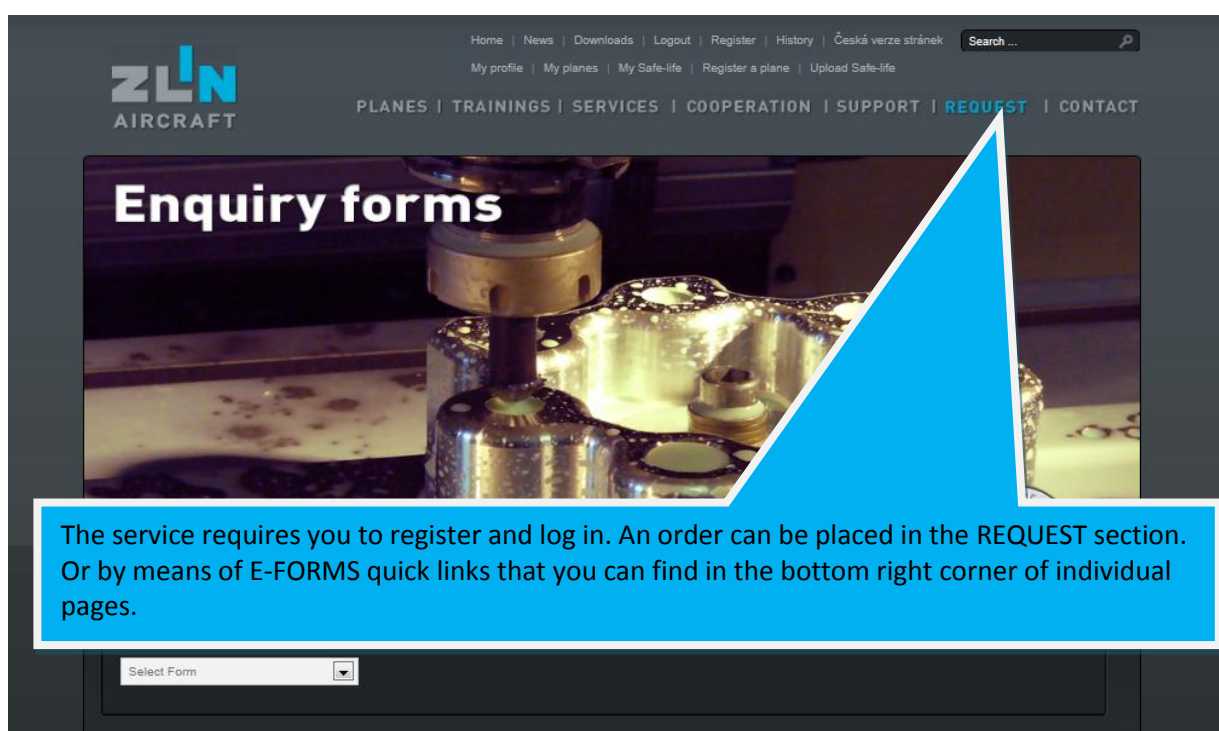 Home | News | Downloads | Logout | Register | History | Česká verze stránek
Search ...
My profile | My planes | My Safe-life | Register a plane | Upload Safe-life
ZLIN
AIRCRAFT
PLANES | TRAININGS | SERVICES | COOPERATION | SUPPORT | REQUEST | CONTACT
Enquiry forms
The service requires you to register and log in. An order can be placed in the REQUEST section.
Or by means of E-FORMS quick links that you can find in the bottom right corner of individual
pages.
Select Form